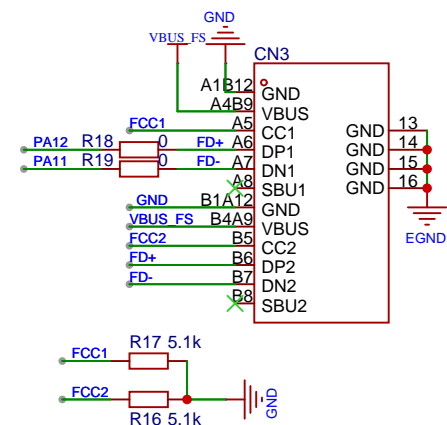 GND
VBUS_FS
CN3
A1B12 GND
A4B9 VBUS
FCC1 A5 CC1 GND 13
PA12 R18 0 FD+ A6 DP1 GND 14
PA11 R19 0 FD- A7 DN1 GND 15
A8 SBU1 GND 16
GND B1A12 GND
VBUS_FS B4A9 VBUS
EGND
FCC2 B5 CC2
FD+ B6 DP2
FD- B7 DN2
B8 SBU2
FCC1 R17 5.1k
FCC2 R16 5.1k
GND